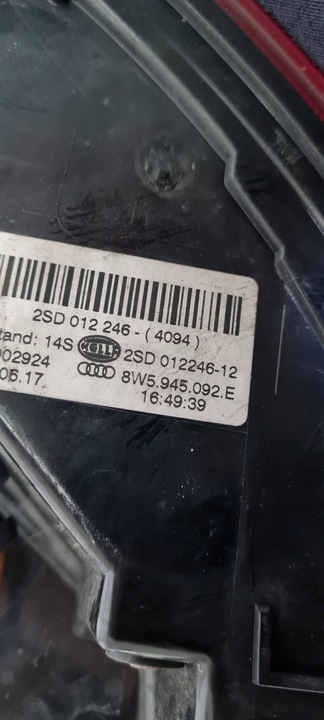 2SD 012 246- ( 4094 )
tand: 14S HELLA 2SD 012246-12
002924 8W5.945.092.E
.05.17 16:49:39